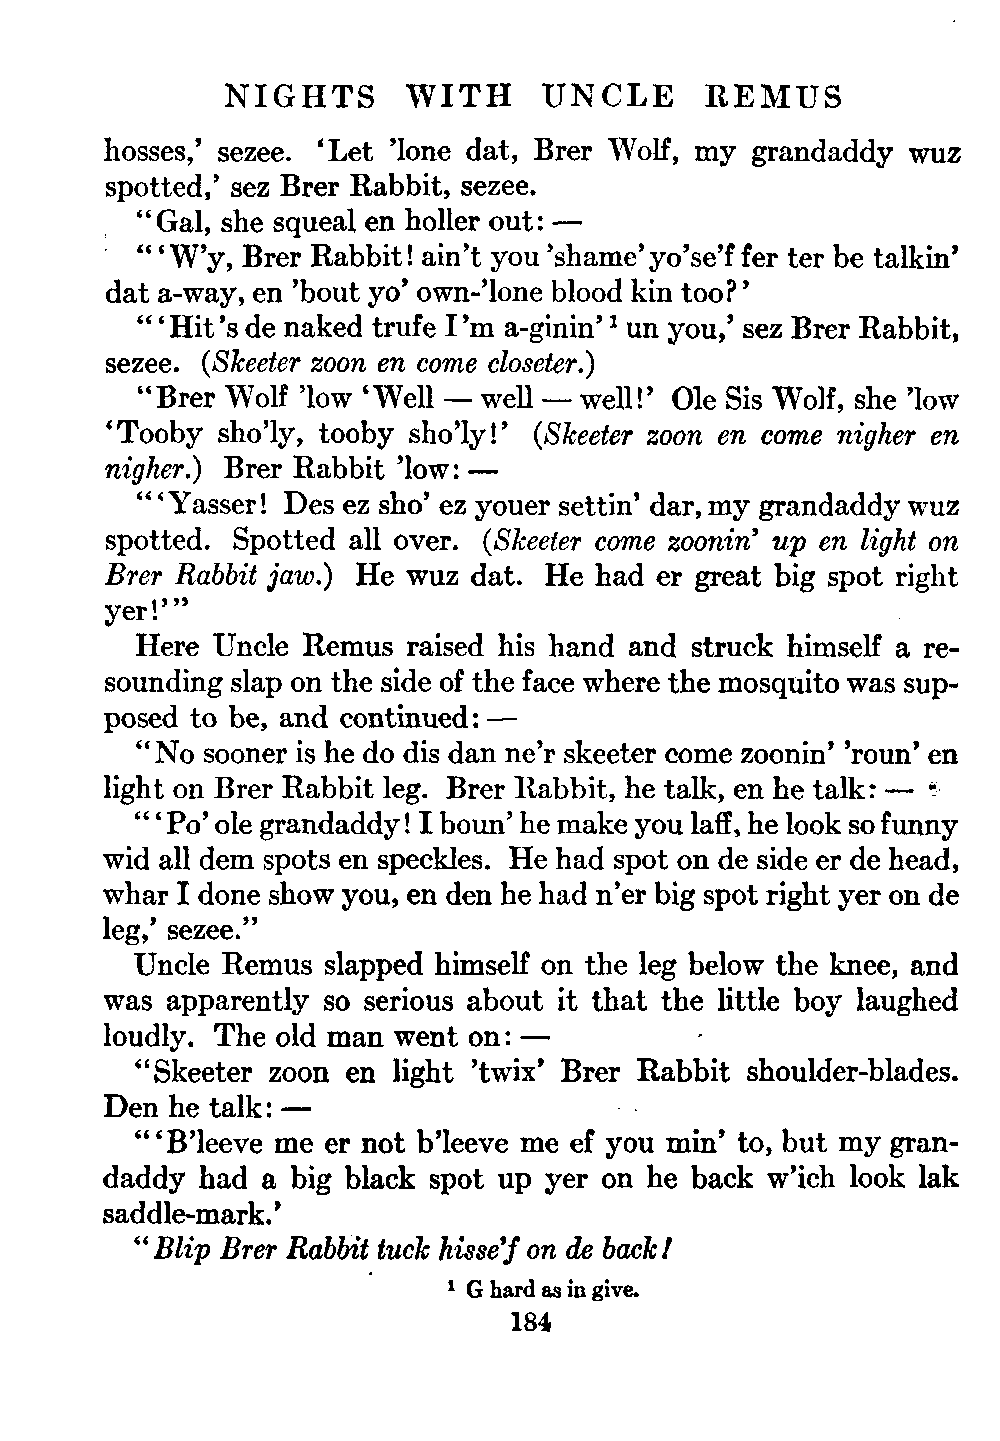 NIGHTS WITH UNCLE REMUS
hosses,’ sezee. ‘Let ’lone dat, Brer Wolf, my grandaddy wuz
spotted,’ sez Brer Rabbit, sezee.
“Gal, she squeal en holler out: —
“‘W’y, Brer Rabbit! ain’t you ’shame’ yo’se’f fer ter be talkin’
dat a-way, en ’bout yo’ own-’lone blood kin too?’
“‘Hit’s de naked trufe I’m a-ginin’¹ un you,’ sez Brer Rabbit,
sezee. (Skeeter zoon en come closeter.)
“Brer Wolf ’low ‘Well — well — well!’ Ole Sis Wolf, she ’low
‘Tooby sho’ly, tooby sho’ly!’ (Skeeter zoon en come nigher en
nigher.) Brer Rabbit ’low: —
“‘Yasser! Des ez sho’ ez youer settin’ dar, my grandaddy wuz
spotted. Spotted all over. (Skeeter come zoonin’ up en light on
Brer Rabbit jaw.) He wuz dat. He had er great big spot right
yer!’”
Here Uncle Remus raised his hand and struck himself a re-
sounding slap on the side of the face where the mosquito was sup-
posed to be, and continued: —
“No sooner is he do dis dan ne’r skeeter come zoonin’ ’roun’ en
light on Brer Rabbit leg. Brer Rabbit, he talk, en he talk: —
“‘Po’ ole grandaddy! I boun’ he make you laff, he look so funny
wid all dem spots en speckles. He had spot on de side er de head,
whar I done show you, en den he had n’er big spot right yer on de
leg,’ sezee.”
Uncle Remus slapped himself on the leg below the knee, and
was apparently so serious about it that the little boy laughed
loudly. The old man went on: —
“Skeeter zoon en light ’twix’ Brer Rabbit shoulder-blades.
Den he talk: —
“‘B’leeve me er not b’leeve me ef you min’ to, but my gran-
daddy had a big black spot up yer on he back w’ich look lak
saddle-mark.’
“Blip Brer Rabbit tuck hisse’f on de back!
¹ G hard as in give.
184